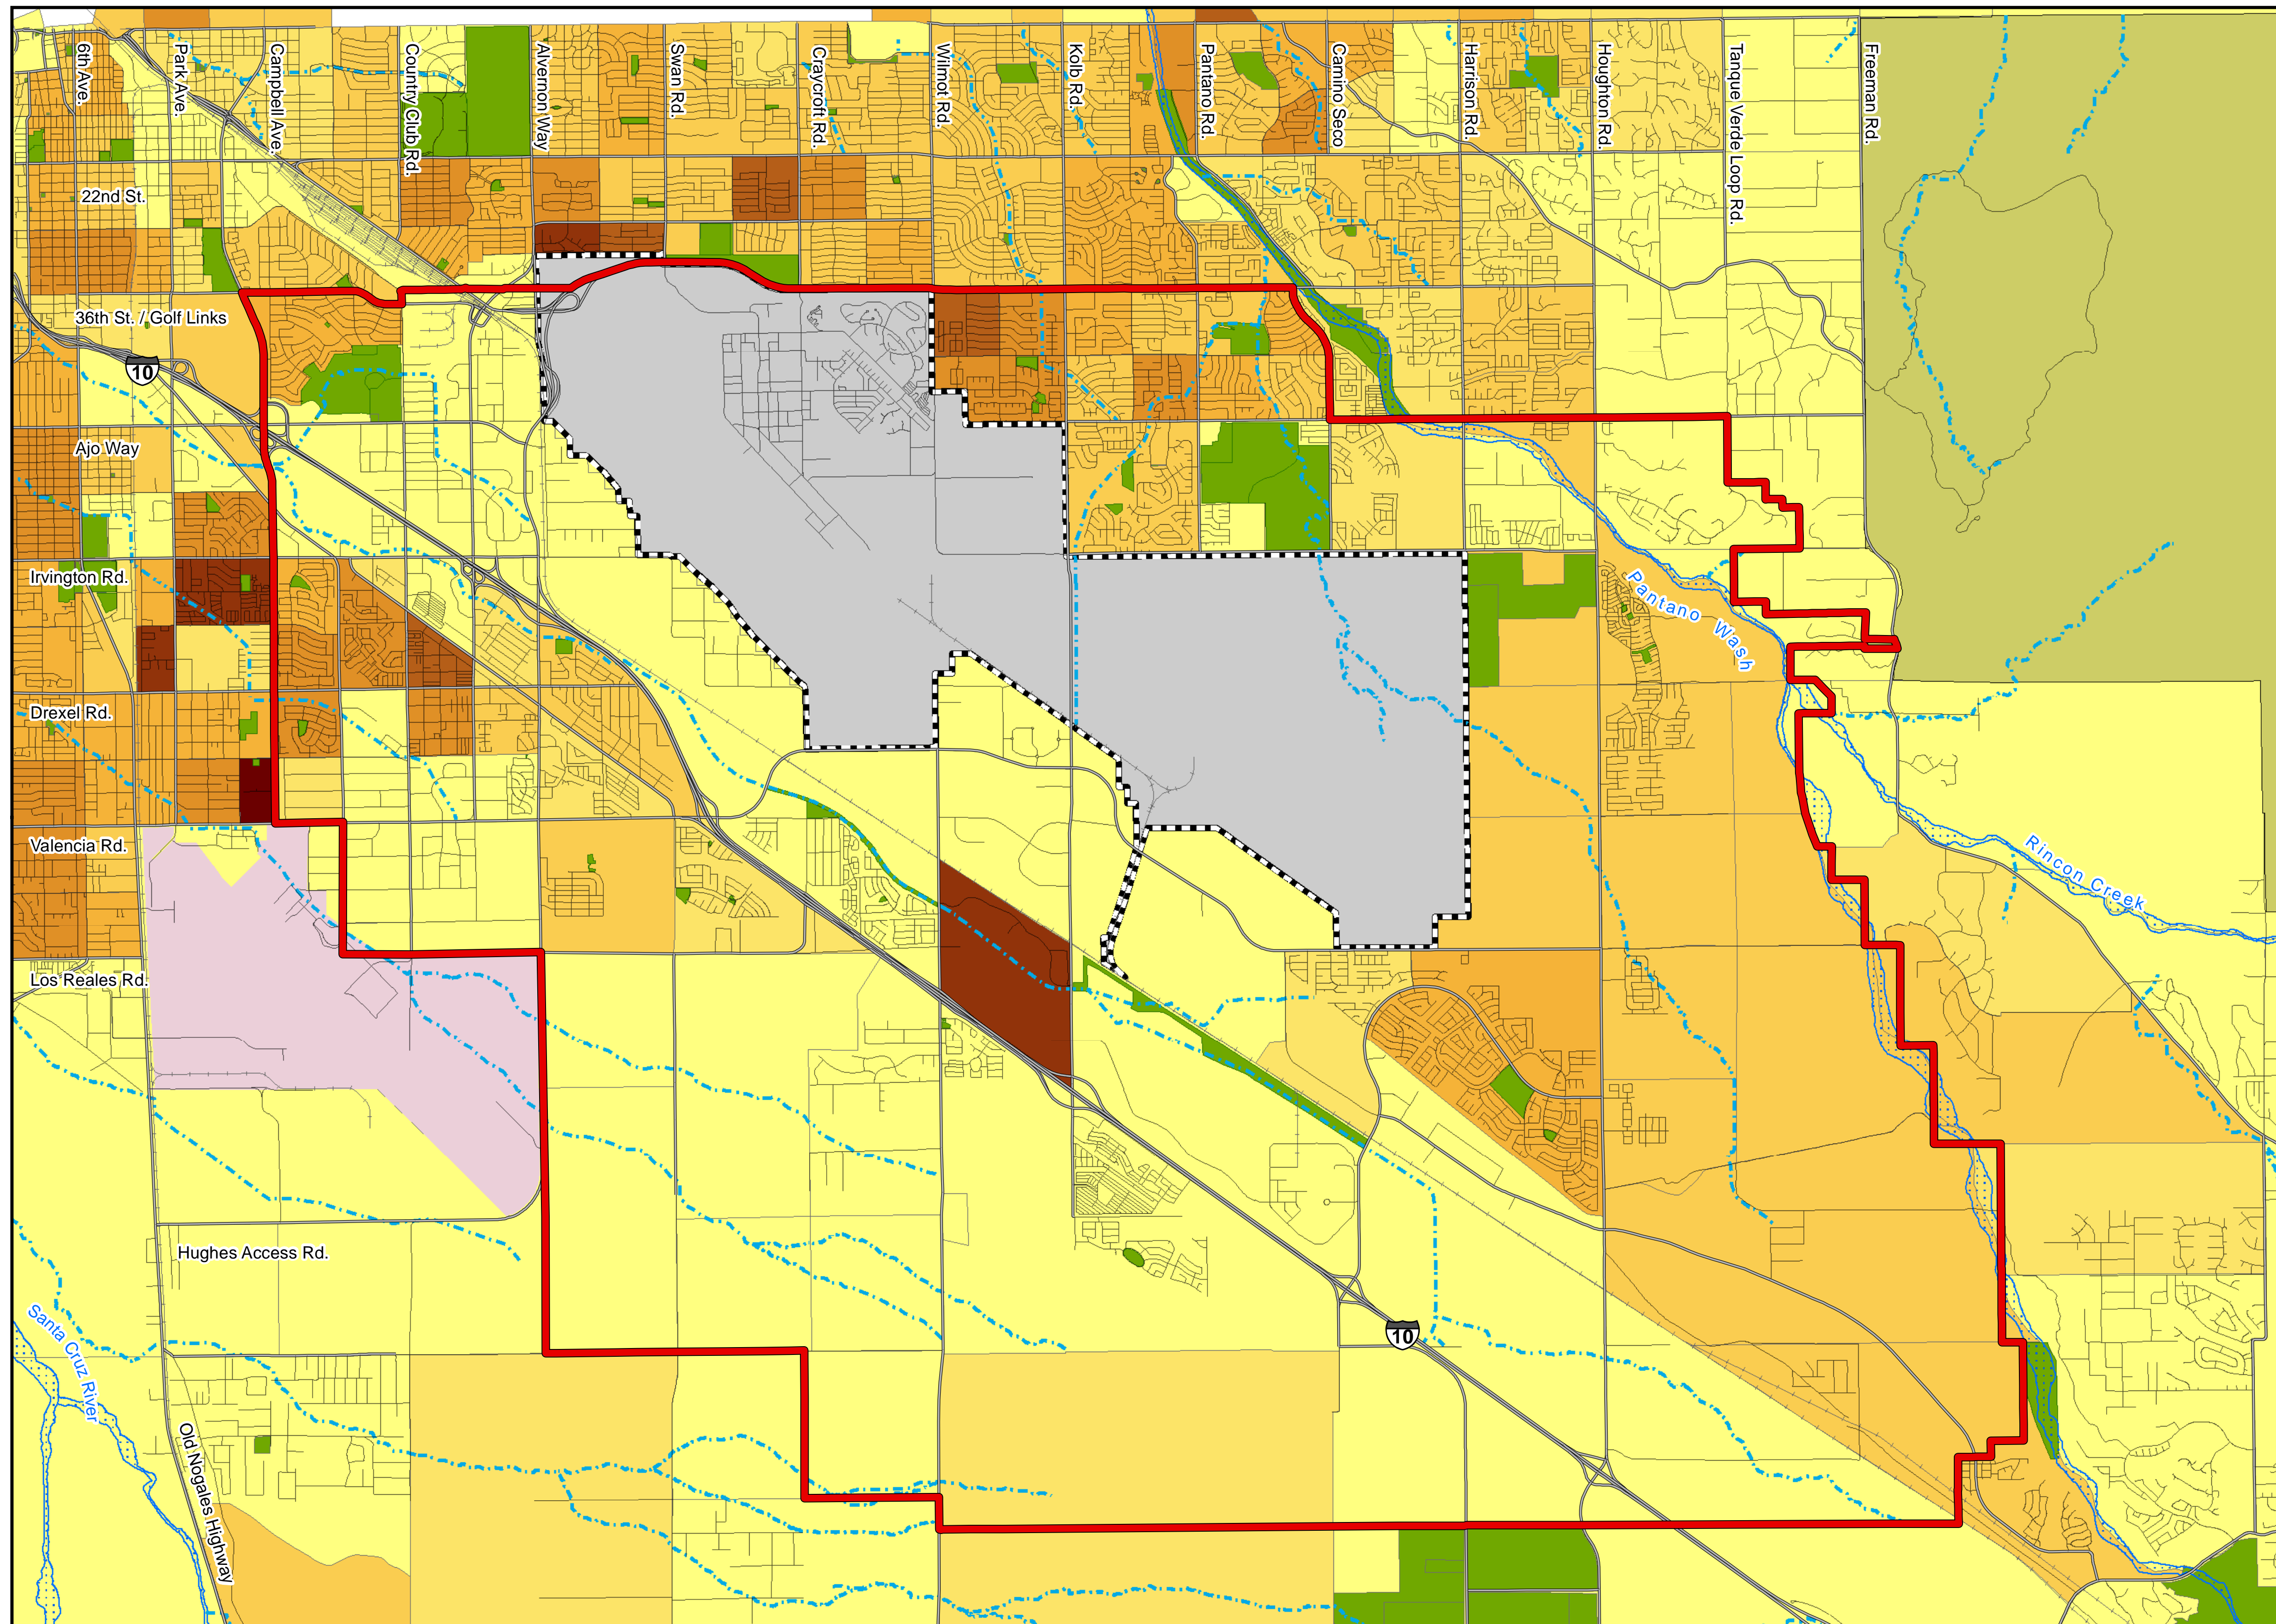 6th Ave.
Park Ave.
Campbell Ave.
Country Club Rd.
Alvernon Way
Swan Rd.
Craycroft Rd.
Wilmot Rd.
Kolb Rd.
Pantano Rd.
Camino Seco
Harrison Rd.
Houghton Rd.
Tanque Verde Loop Rd.
Freeman Rd.
22nd St.
36th St. / Golf Links
10
Ajo Way
Irvington Rd.
Pantano Wash
Drexel Rd.
Valencia Rd.
Rincon Creek
Los Reales Rd.
Hughes Access Rd.
Santa Cruz River
10
Old Nogales Highway